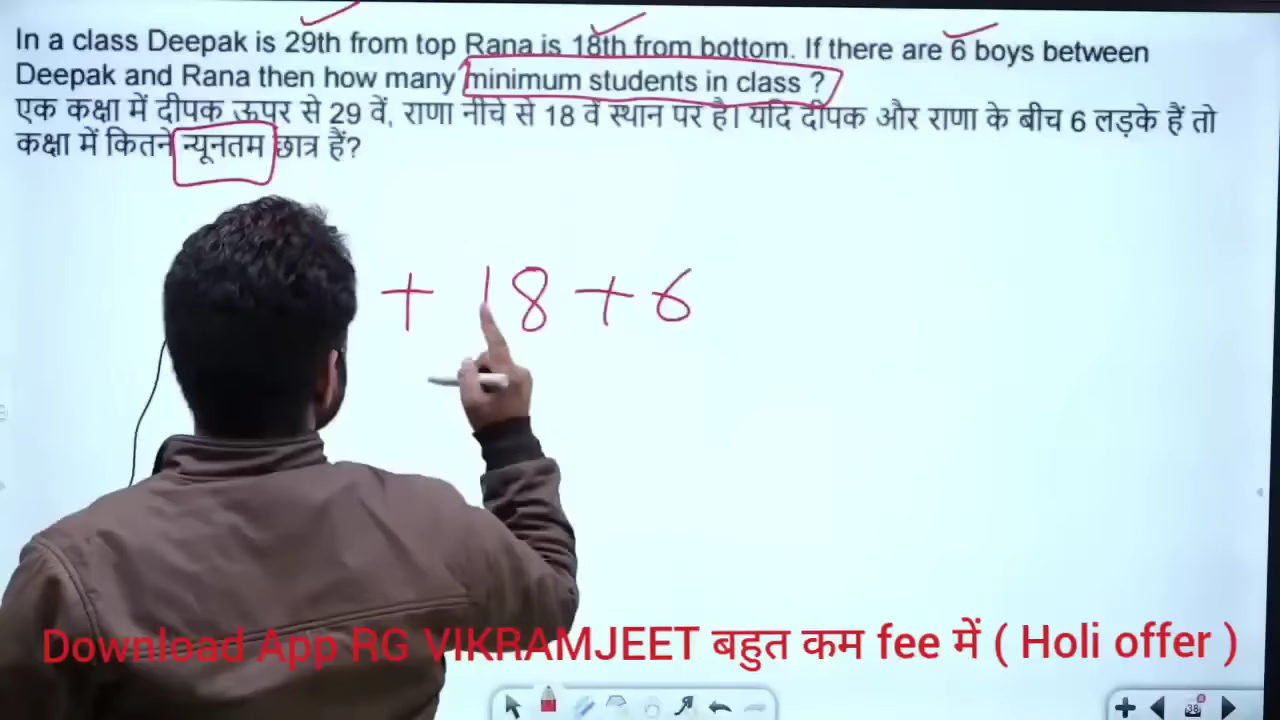 In a class Deepak is 29th from top Rana is 18th from bottom. If there are 6 boys between
Deepak and Rana then how many minimum students in class ?
एक कक्षा में दीपक ऊपर से 29 वें, राणा नीचे से 18 वें स्थान पर है। यदि दीपक और राणा के बीच 6 लड़के हैं तो
कक्षा में कितने न्यूनतम छात्र हैं?
+ 18 + 6
Download App RG VIKRAMJEET बहुत कम fee में ( Holi offer )
38